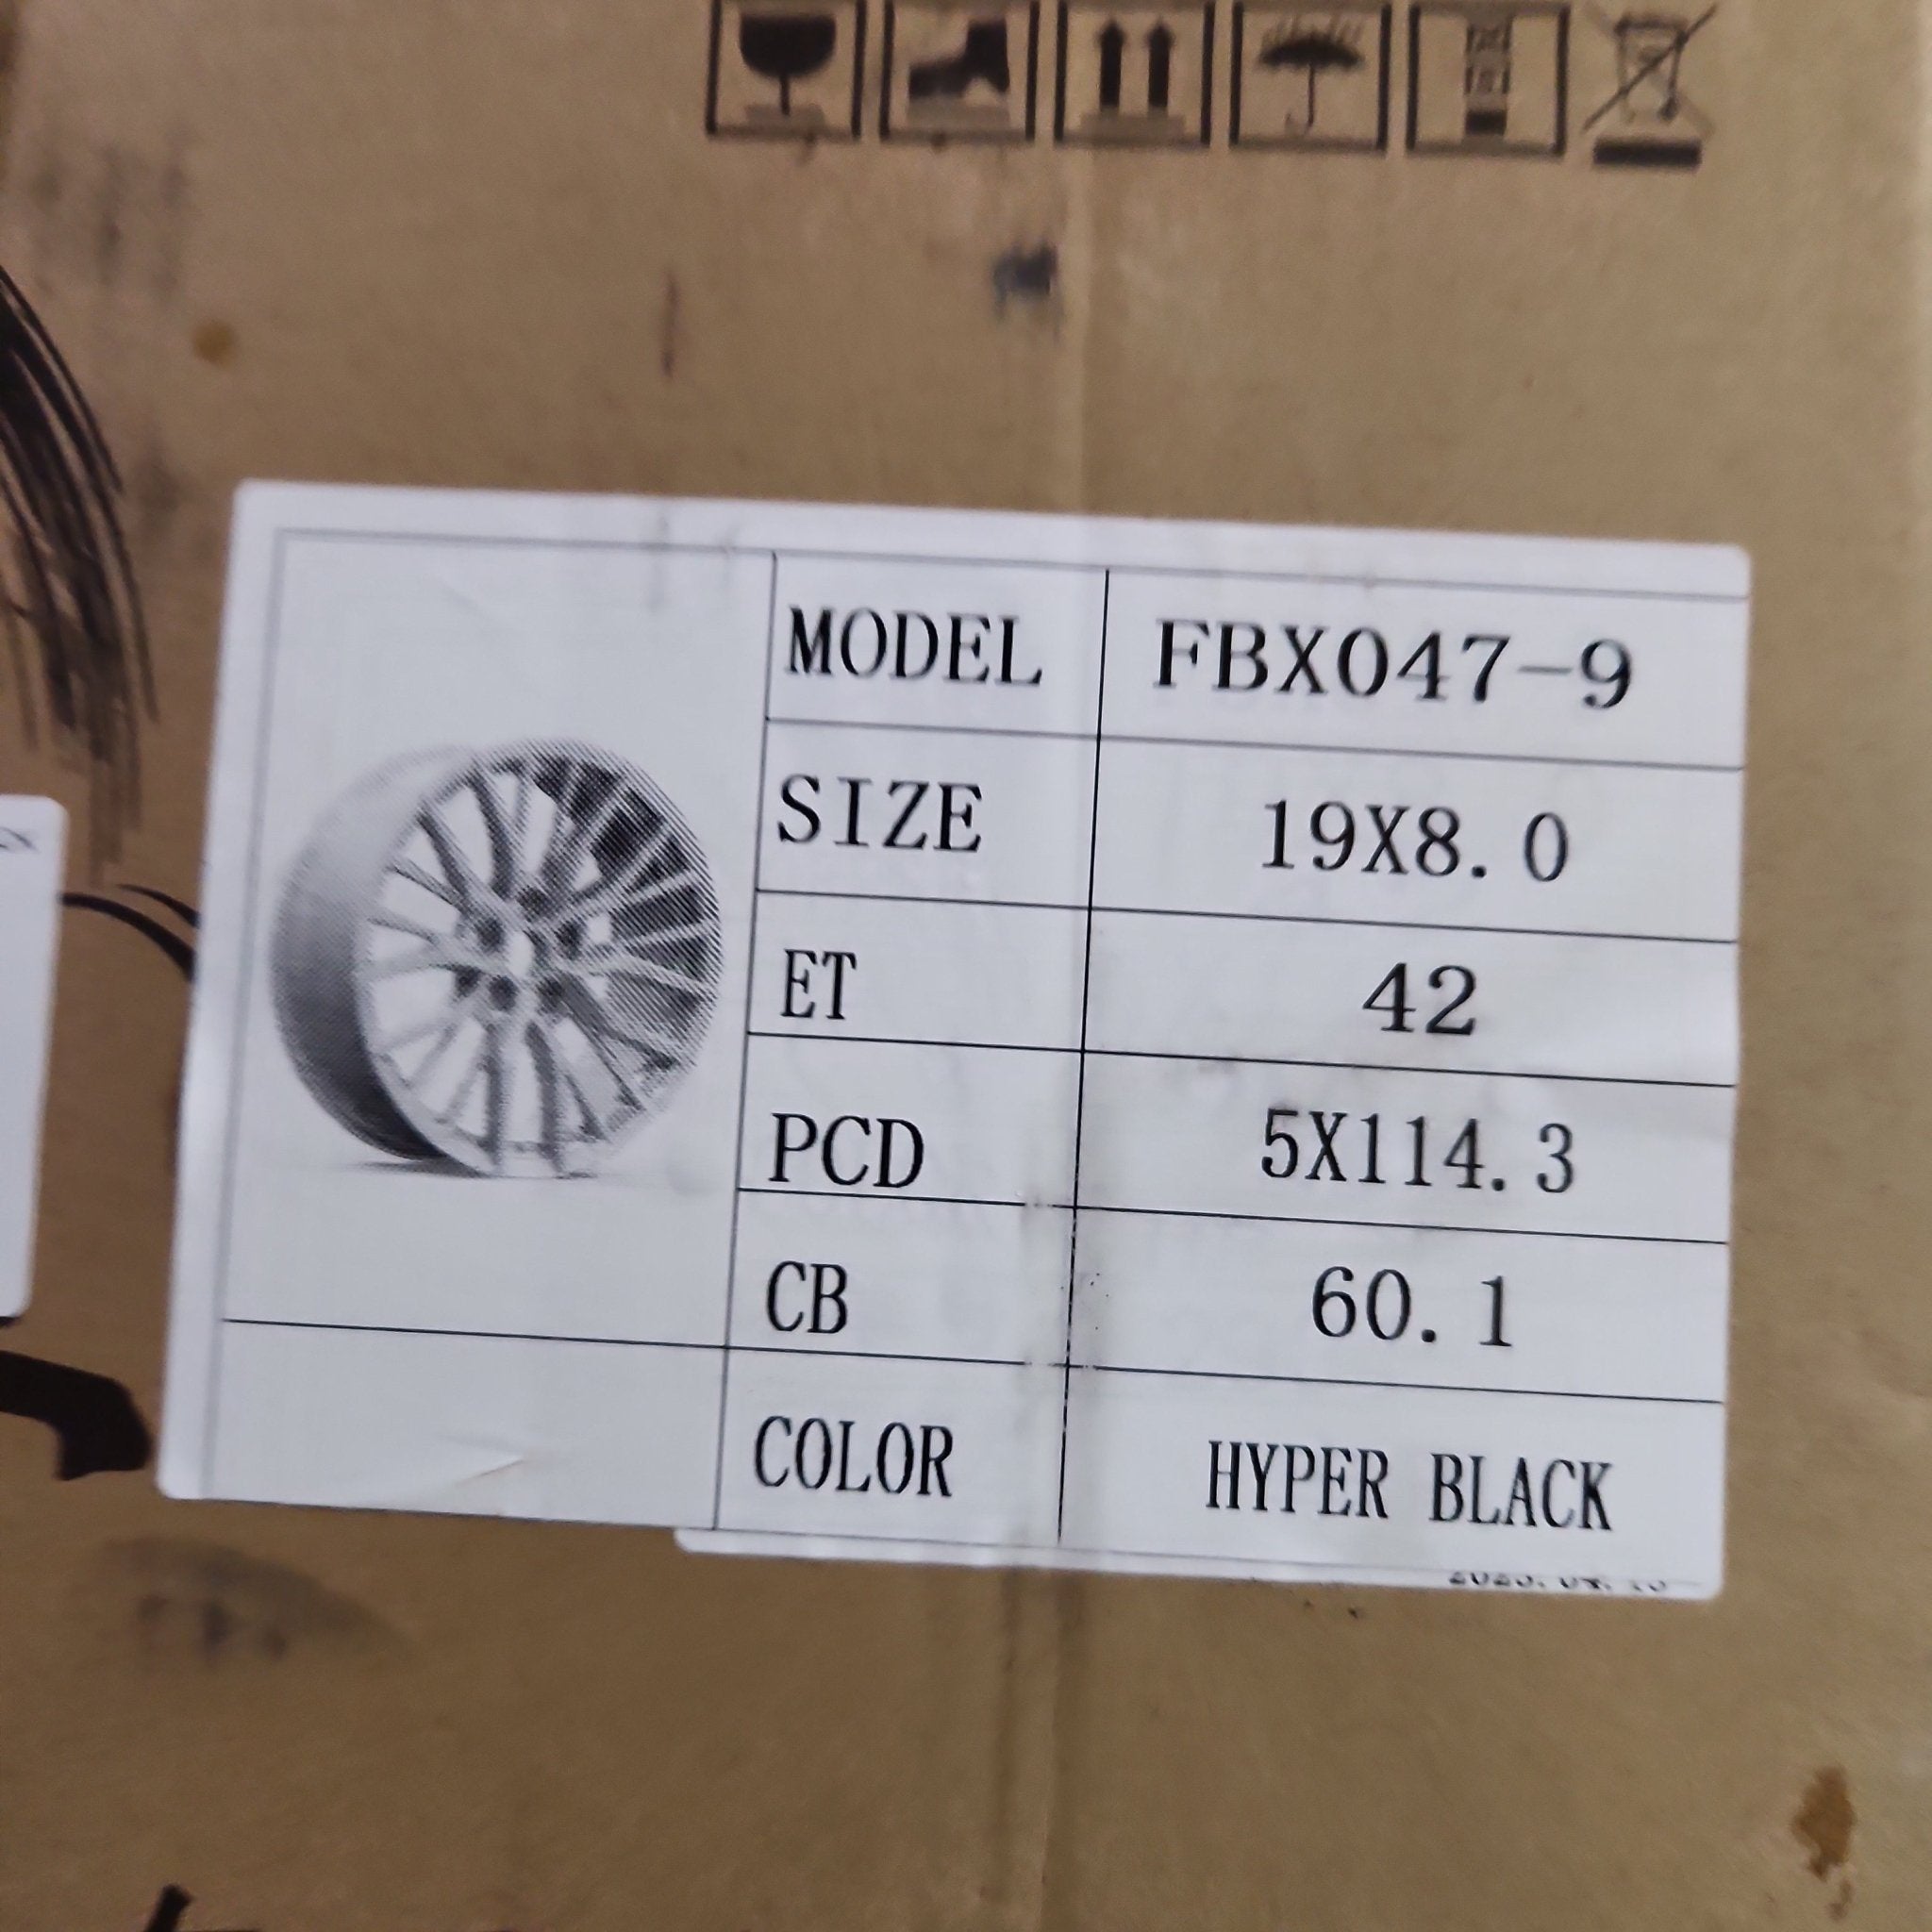 MODEL FBX047-9
SIZE 19X8.0
ET 42
PCD 5X114.3
CB 60.1
COLOR HYPER BLACK